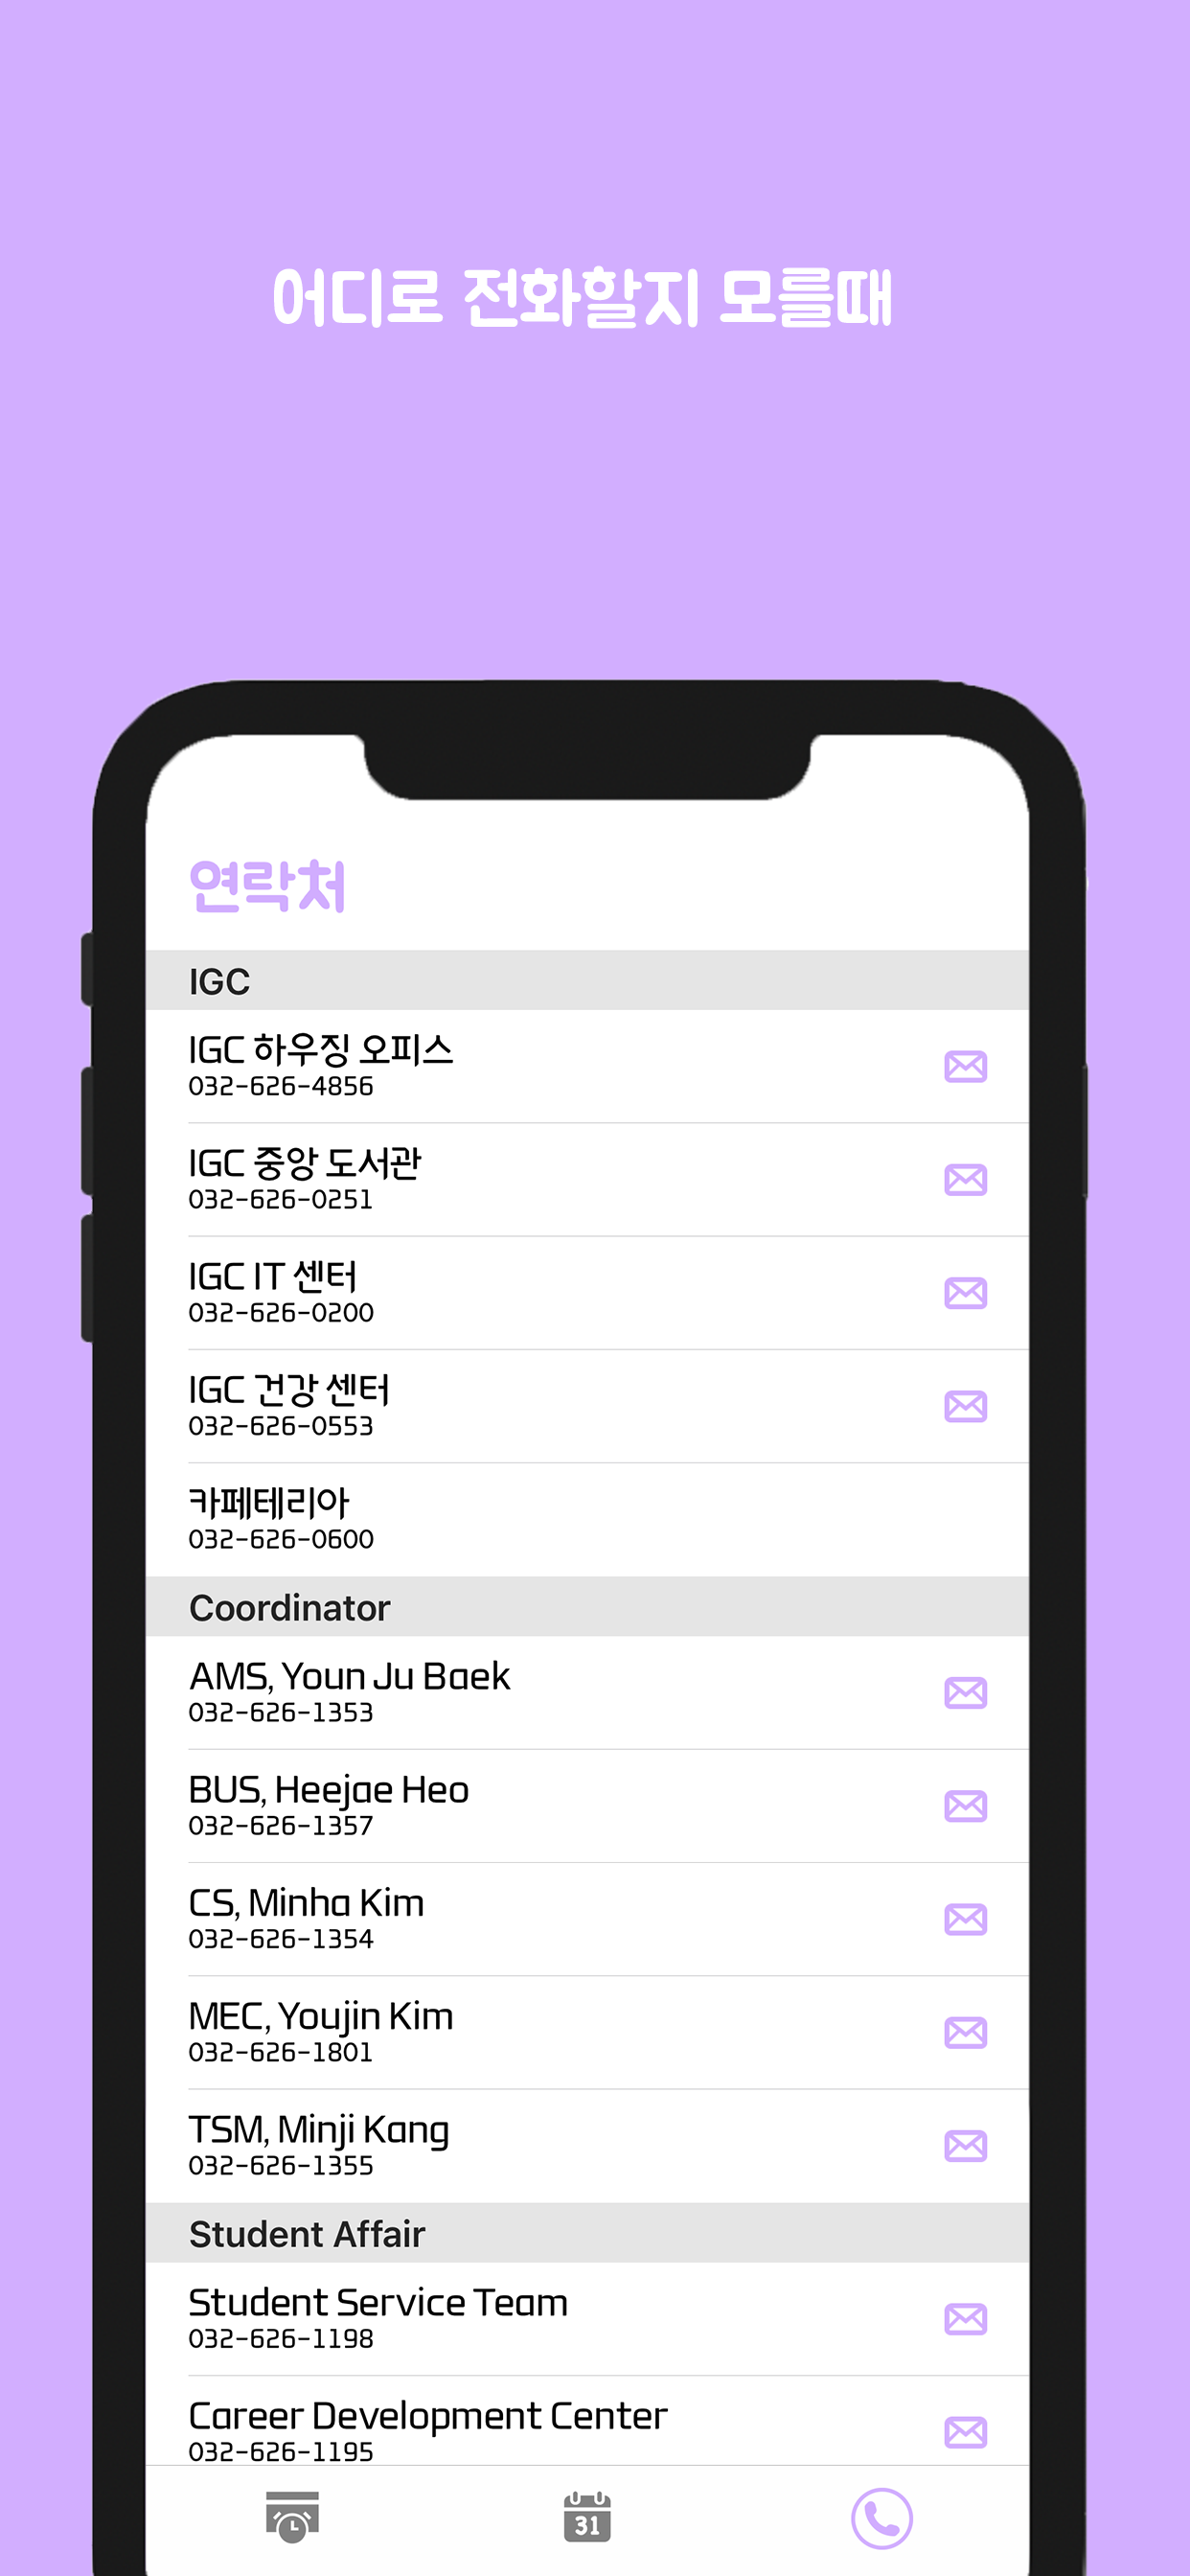 어디로 전화할지 모를때
연락처
IGC
IGC 하우징 오피스
032-626-4856
IGC 중앙 도서관
032-626-0251
IGC IT 센터
032-626-0200
IGC 건강 센터
032-626-0553
카페테리아
032-626-0600
Coordinator
AMS, Youn Ju Baek
032-626-1353
BUS, Heejae Heo
032-626-1357
CS, Minha Kim
032-626-1354
MEC, Youjin Kim
032-626-1801
TSM, Minji Kang
032-626-1355
Student Affair
Student Service Team
032-626-1198
Career Development Center
032-626-1195
31